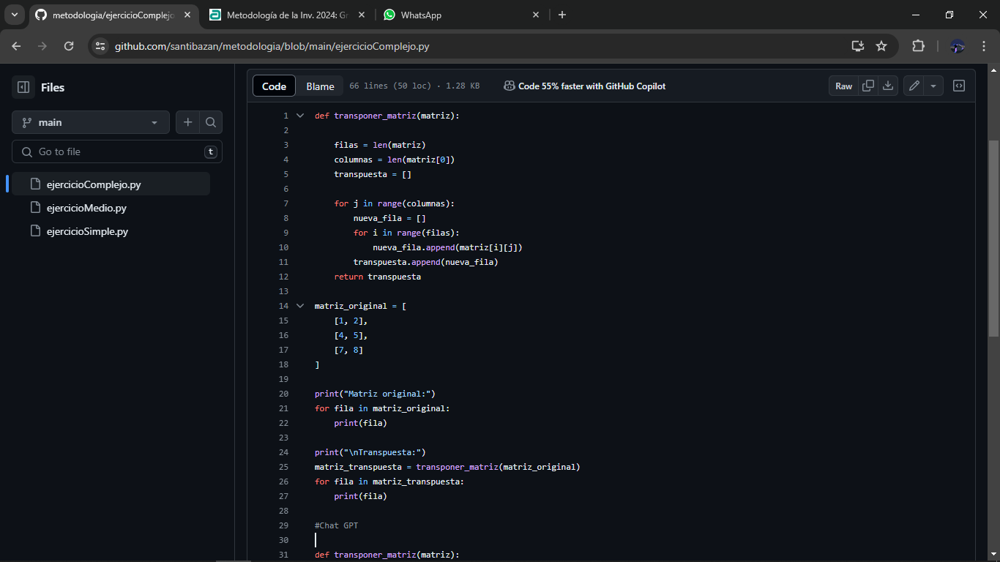 metodologia/ejercicioComplejo
Metodología de la Inv. 2024: Gr
WhatsApp
github.com/santibazan/metodologia/blob/main/ejercicioComplejo.py
Files
main
Go to file
t
ejercicioComplejo.py
ejercicioMedio.py
ejercicioSimple.py
Code
Blame
66 lines (50 loc) · 1.28 KB
Code 55% faster with GitHub Copilot
Raw
1 def transponer_matriz(matriz):
2
3 filas = len(matriz)
4 columnas = len(matriz[0])
5 transpuesta = []
6
7 for j in range(columnas):
8 nueva_fila = []
9 for i in range(filas):
10 nueva_fila.append(matriz[i][j])
11 transpuesta.append(nueva_fila)
12 return transpuesta
13
14 matriz_original = [
15 [1, 2],
16 [4, 5],
17 [7, 8]
18 ]
19
20 print("Matriz original:")
21 for fila in matriz_original:
22 print(fila)
23
24 print("\nTranspuesta:")
25 matriz_transpuesta = transponer_matriz(matriz_original)
26 for fila in matriz_transpuesta:
27 print(fila)
28
29 #Chat GPT
30
31 def transponer_matriz(matriz):